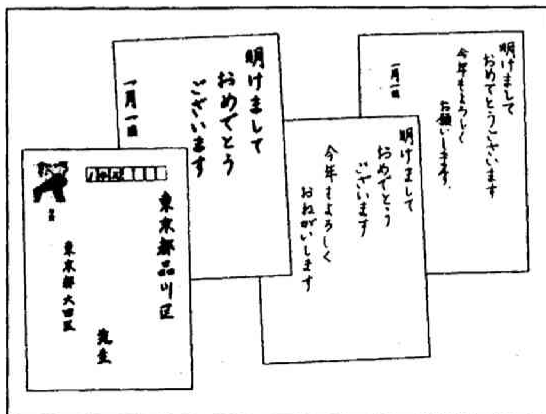 明けまして
おめでとうございます
今年もよろしく
お願いします
一月一日
明けまして
おめでとう
ございます
今年もよろしく
おねがいします
明けまして
おめでとう
ございます
一月一日
東京都品川区
東京都大田区